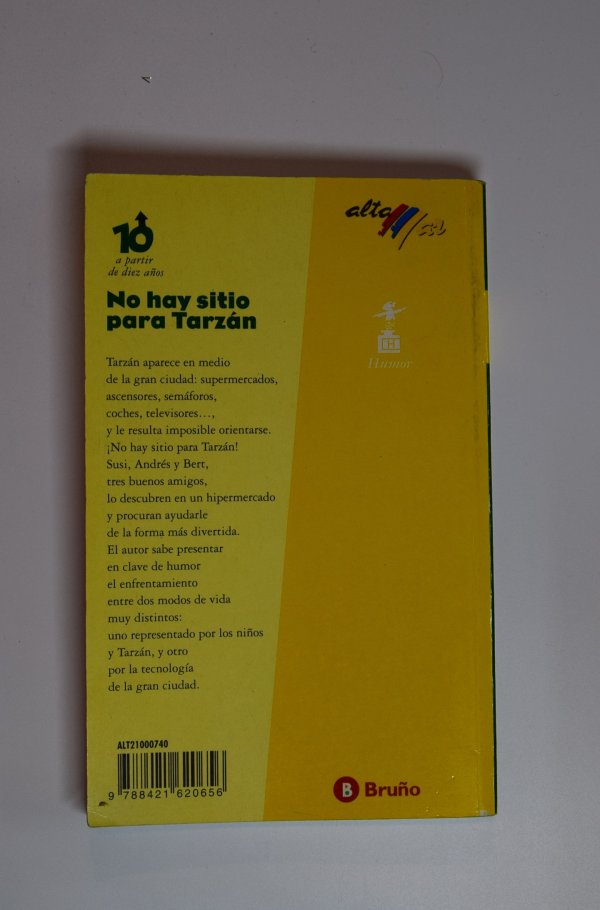 10
a partir
de diez años
No hay sitio
para Tarzán
Tarzán aparece en medio
de la gran ciudad: supermercados,
ascensores, semáforos,
coches, televisores…,
y le resulta imposible orientarse.
¡No hay sitio para Tarzán!
Susi, Andrés y Bert,
tres buenos amigos,
lo descubren en un hipermercado
y procuran ayudarle
de la forma más divertida.
El autor sabe presentar
en clave de humor
el enfrentamiento
entre dos modos de vida
muy distintos:
uno representado por los niños
y Tarzán, y otro
por la tecnología
de la gran ciudad.
ALT21000740
9 788421 620656
alta mar
H
Humor
B Bruño